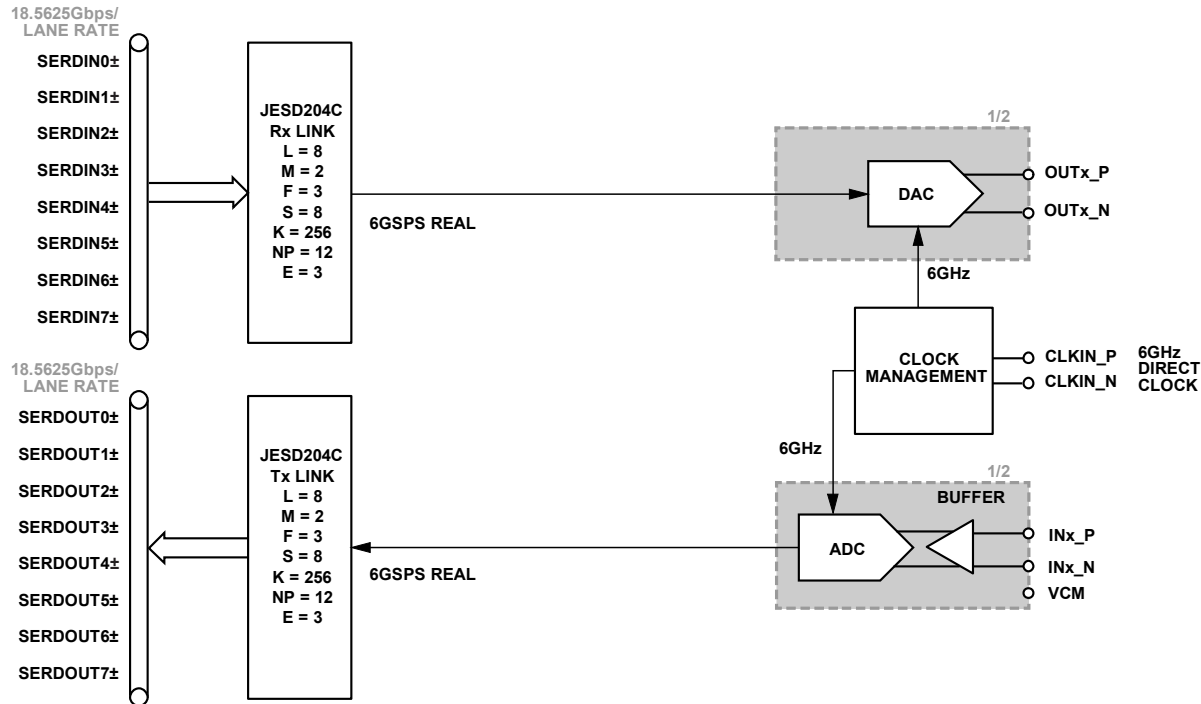 18.5625Gbps/
LANE RATE
SERDIN0±
SERDIN1±
SERDIN2±
SERDIN3±
SERDIN4±
SERDIN5±
SERDIN6±
SERDIN7±
JESD204C
Rx LINK
L = 8
M = 2
F = 3
S = 8
K = 256
NP = 12
E = 3
6GSPS REAL
1/2
DAC
OUTx_P
OUTx_N
6GHz
CLOCK
MANAGEMENT
CLKIN_P
CLKIN_N
6GHz
DIRECT
CLOCK
18.5625Gbps/
LANE RATE
SERDOUT0±
SERDOUT1±
SERDOUT2±
SERDOUT3±
SERDOUT4±
SERDOUT5±
SERDOUT6±
SERDOUT7±
JESD204C
Tx LINK
L = 8
M = 2
F = 3
S = 8
K = 256
NP = 12
E = 3
6GSPS REAL
6GHz
1/2
BUFFER
ADC
INx_P
INx_N
VCM